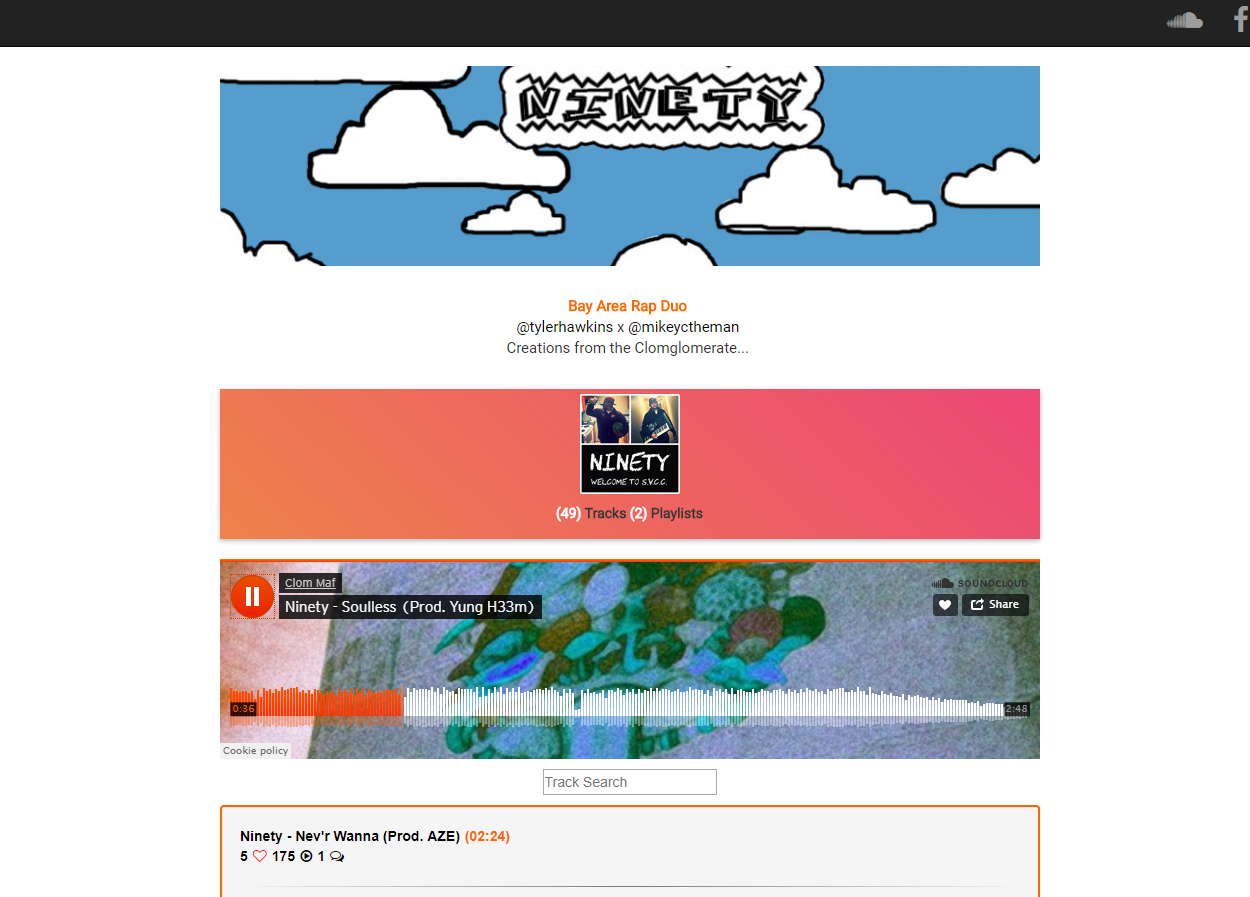 NINETY
Bay Area Rap Duo
@tylerhawkins x @mikeyctheman
Creations from the Clomglomerate...
NINETY
WELCOME TO S.V.C.C.
(49) Tracks (2) Playlists
Clom Maf
SOUNDCLOUD
Ninety - Soulless (Prod. Yung H33m)
Share
0:36
2:48
Cookie policy
Track Search
Ninety - Nev'r Wanna (Prod. AZE) (02:24)
5 175 1